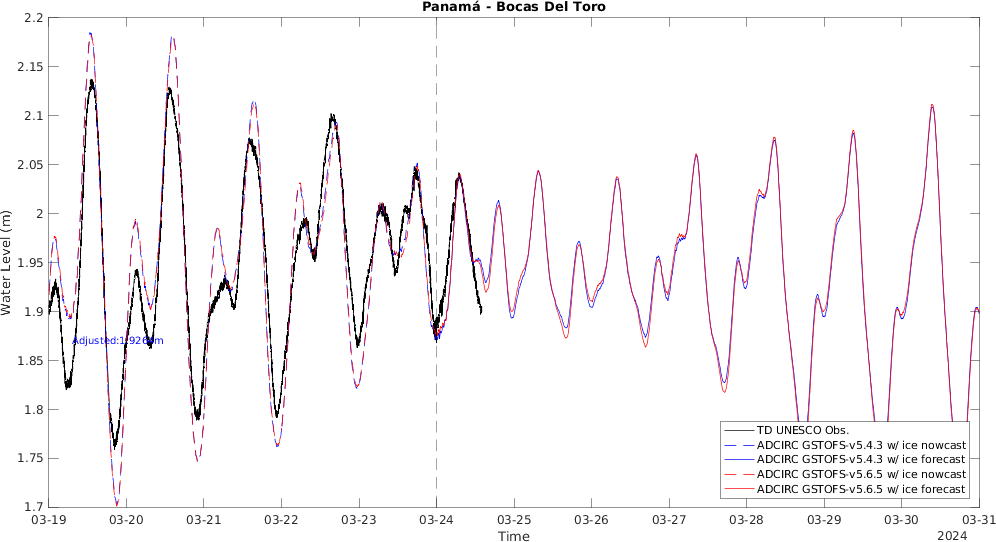 Panamá - Bocas Del Toro
2.2
2.15
2.1
2.05
2
1.95
1.9
1.85
1.8
1.75
1.7
Water Level (m)
Adjusted:1.926 m
TD UNESCO Obs.
ADCIRC GSTOFS-v5.4.3 w/ ice nowcast
ADCIRC GSTOFS-v5.4.3 w/ ice forecast
ADCIRC GSTOFS-v5.6.5 w/ ice nowcast
ADCIRC GSTOFS-v5.6.5 w/ ice forecast
03-19 03-20 03-21 03-22 03-23 03-24 03-25 03-26 03-27 03-28 03-29 03-30 03-31
Time
2024